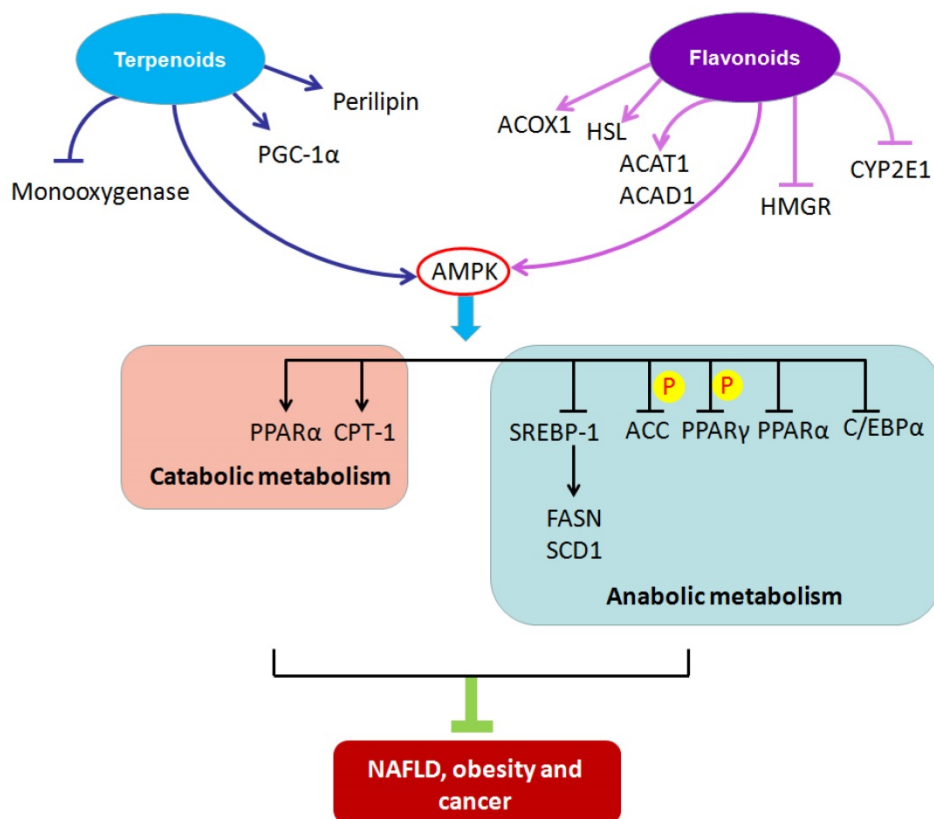 Terpenoids
Flavonoids
Perilipin
PGC-1α
Monooxygenase
ACOX1
HSL
ACAT1
ACAD1
HMGR
CYP2E1
AMPK
P
P
PPARα CPT-1
Catabolic metabolism
SREBP-1 ACC PPARγ PPARα C/EBPα
FASN
SCD1
Anabolic metabolism
NAFLD, obesity and
cancer